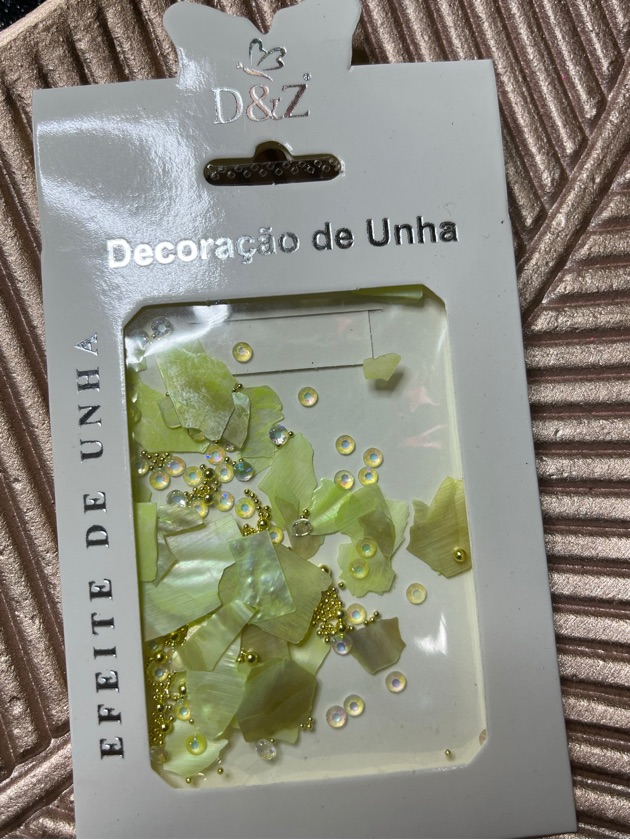 D&Z®
Decoração de Unha
EFEITE DE UNHA